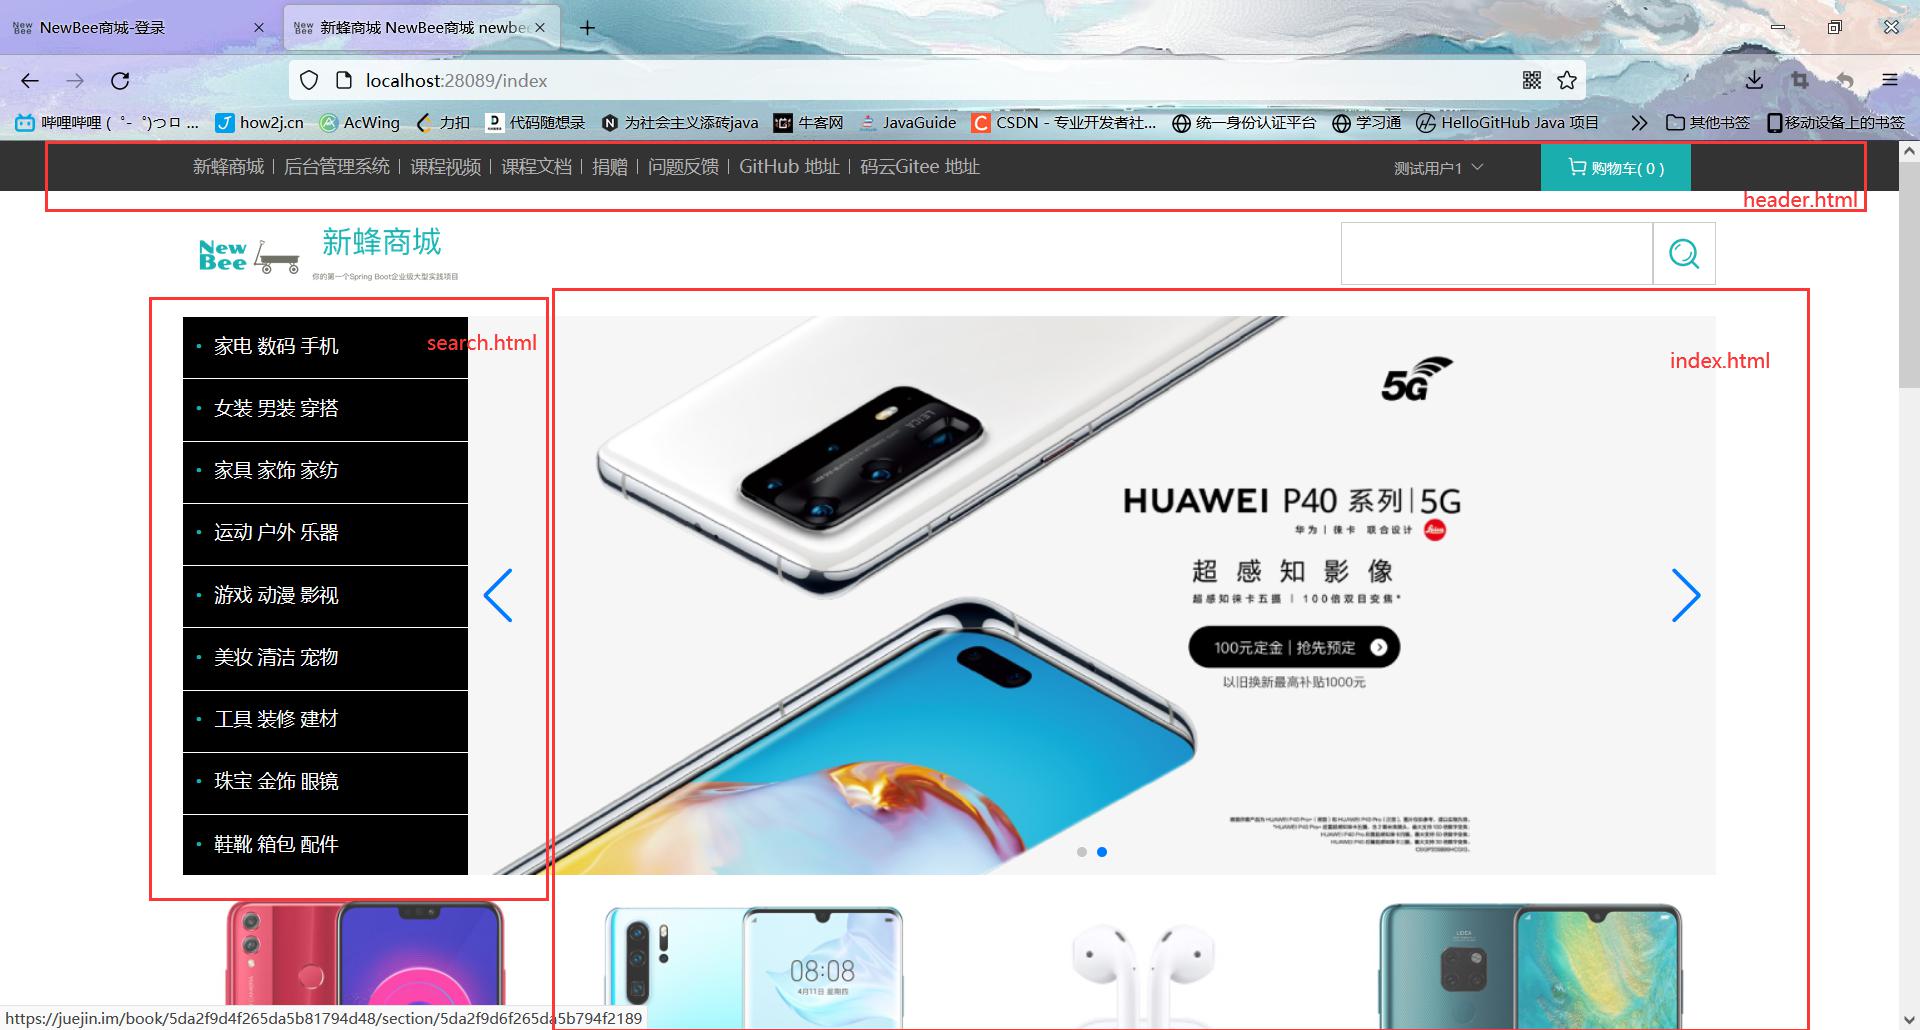 NewBee商城-登录
新蜂商城 NewBee商城 newbe
localhost:28089/index
哔哩哔哩 (゜-゜)つロ ...
how2j.cn
AcWing
力扣
代码随想录
为社会主义添砖java
牛客网
JavaGuide
CSDN - 专业开发者社...
统一身份认证平台
学习通
HelloGitHub Java 项目
其他书签
移动设备上的书签
新蜂商城 | 后台管理系统 | 课程视频 | 课程文档 | 捐赠 | 问题反馈 | GitHub 地址 | 码云Gitee 地址
测试用户1
购物车( 0 )
header.html
New
Bee
新蜂商城
你的第一个Spring Boot企业级大型实践项目
家电 数码 手机
search.html
index.html
女装 男装 穿搭
家具 家饰 家纺
运动 户外 乐器
游戏 动漫 影视
美妆 清洁 宠物
工具 装修 建材
珠宝 金饰 眼镜
鞋靴 箱包 配件
5G
LEICA
HUAWEI P40 系列|5G
华为 | 徕卡 联合设计
超感知影像
超感知徕卡五摄 | 100倍双目变焦*
100元定金 | 抢先预定
以旧换新最高补贴1000元
08:08
4月11日 星期四
https://juejin.im/book/5da2f9d4f265da5b81794d48/section/5da2f9d6f265da5b794f2189